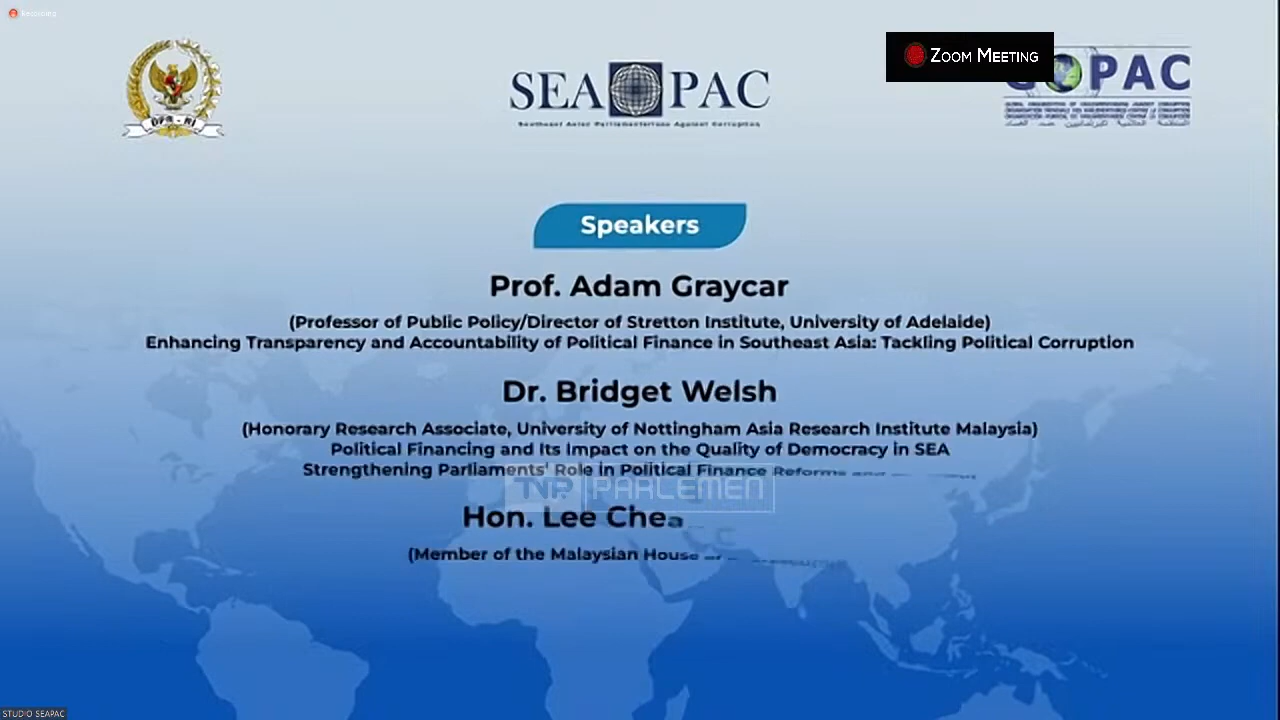 Recording
DPR - RI
SEA PAC
Southeast Asian Parliamentarians Against Corruption
ZOOM MEETING
GOPAC
Speakers
Prof. Adam Graycar
(Professor of Public Policy/Director of Stretton Institute, University of Adelaide)
Enhancing Transparency and Accountability of Political Finance in Southeast Asia: Tackling Political Corruption
Dr. Bridget Welsh
(Honorary Research Associate, University of Nottingham Asia Research Institute Malaysia)
Political Financing and Its Impact on the Quality of Democracy in SEA
Strengthening Parliaments' Role in Political Finance Reforms and
TVR PARLEMEN
Hon. Lee Chea
(Member of the Malaysian House
STUDIO SEAPAC